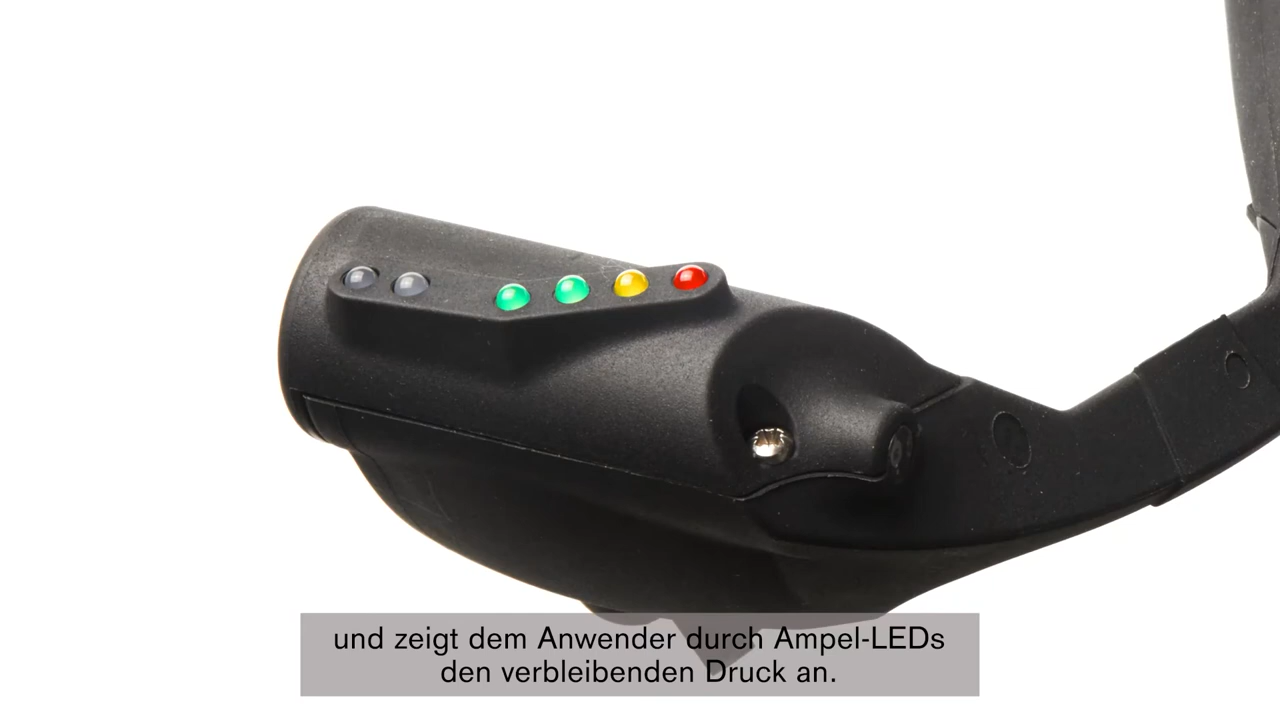 und zeigt dem Anwender durch Ampel-LEDs
den verbleibenden Druck an.